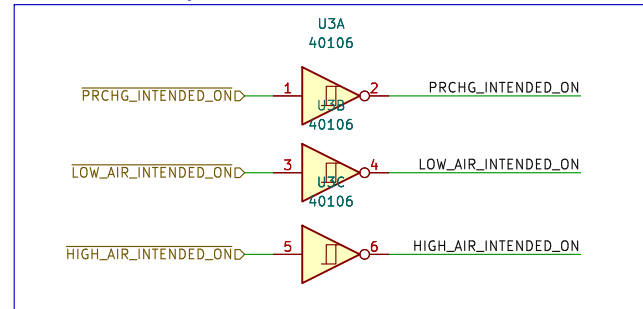 U3A
40106
PRCHG_INTENDED_ON 1 2 PRCHG_INTENDED_ON
U3B
40106
LOW_AIR_INTENDED_ON 3 4 LOW_AIR_INTENDED_ON
U3C
40106
HIGH_AIR_INTENDED_ON 5 6 HIGH_AIR_INTENDED_ON